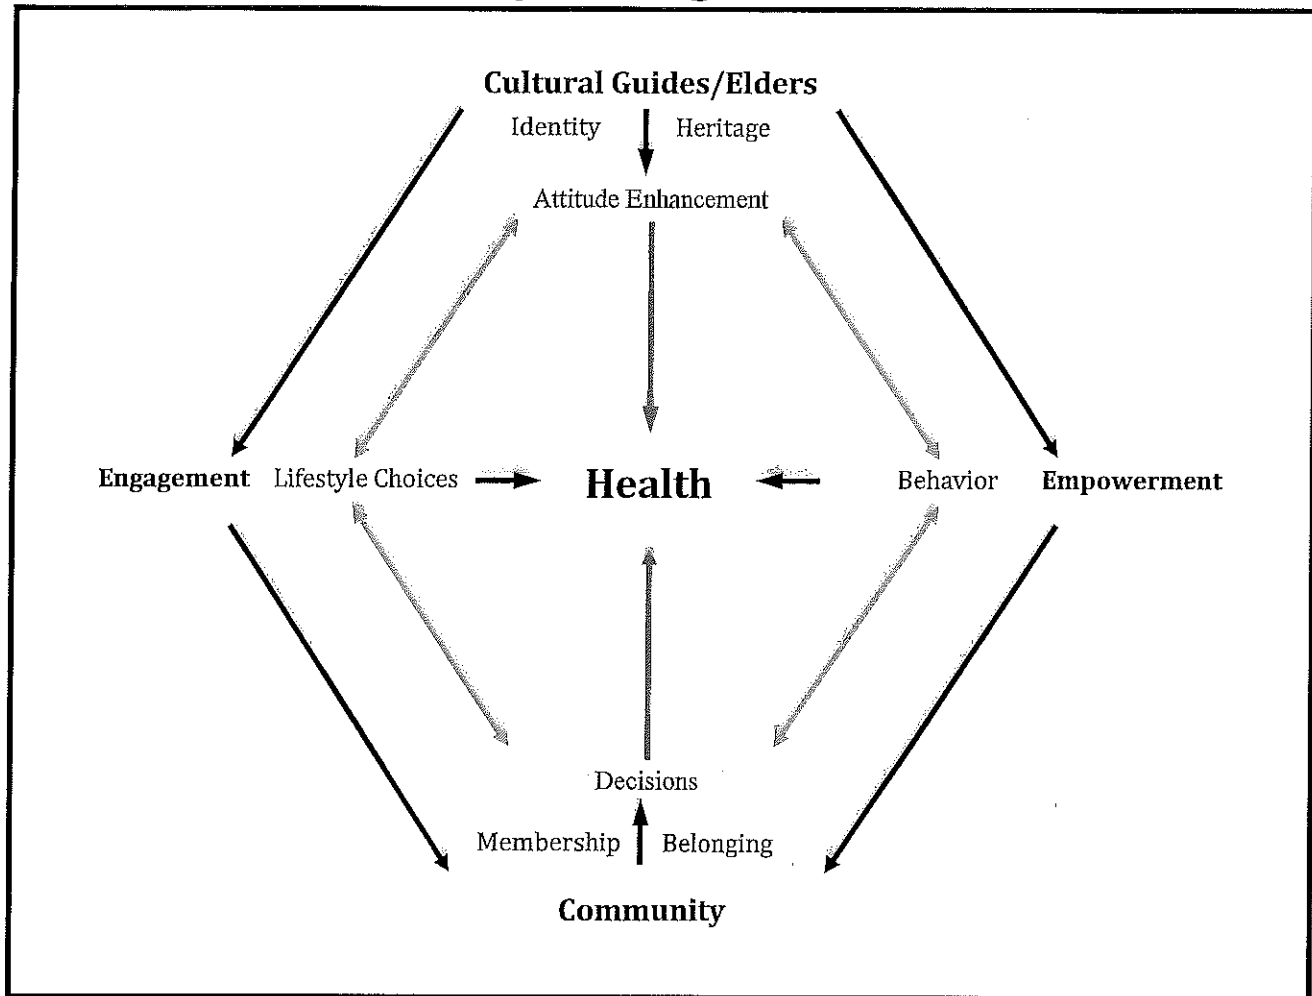 Cultural Guides/Elders
Identity Heritage
Attitude Enhancement
Engagement Lifestyle Choices Health Behavior Empowerment
Decisions
Membership Belonging
Community